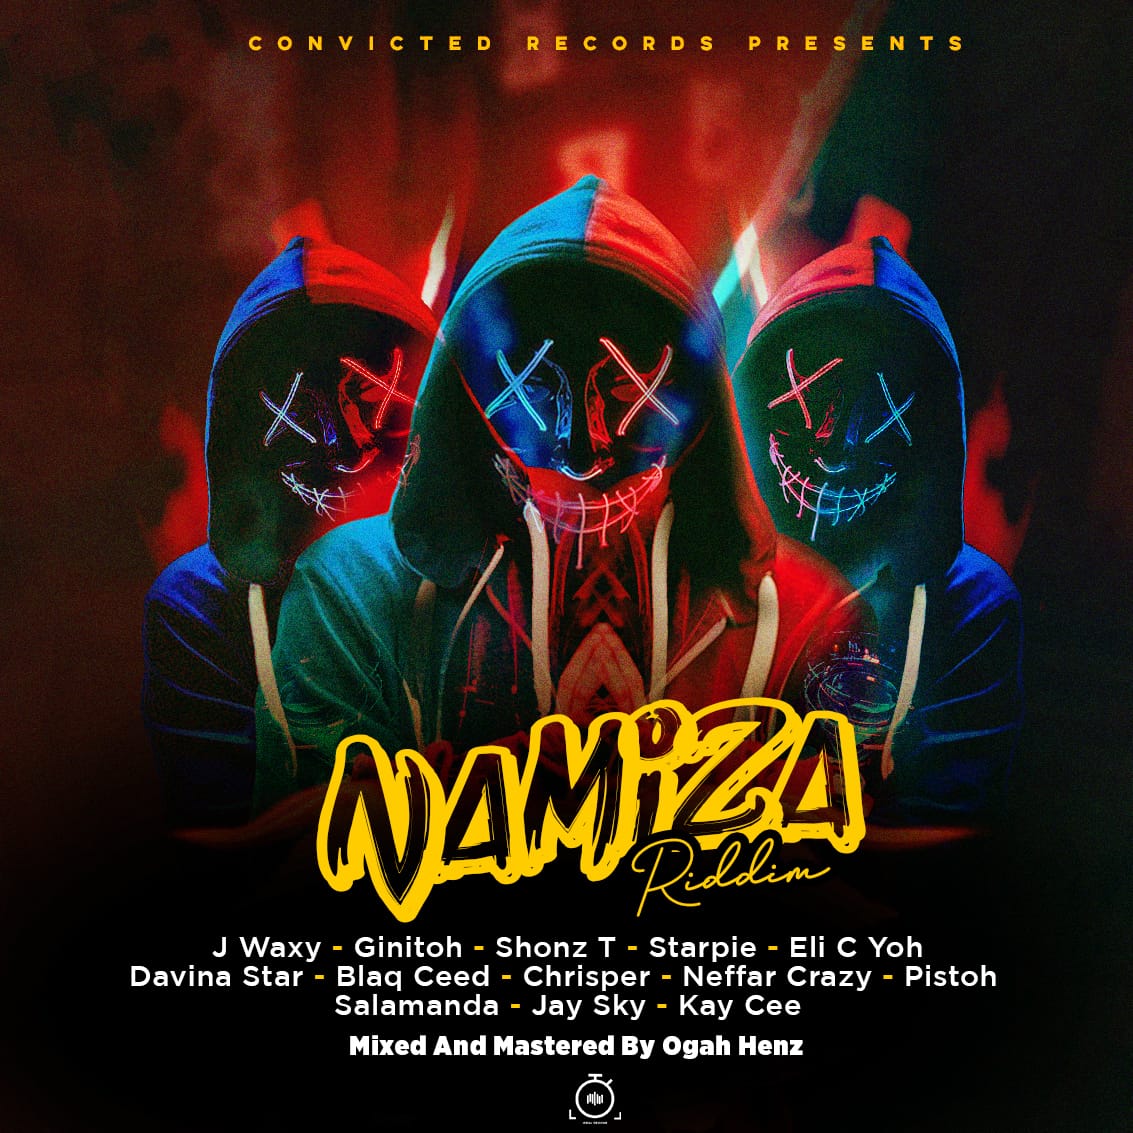 CONVICTED RECORDS PRESENTS
NAMiZA
Riddim
J Waxy - Ginitoh - Shonz T - Starpie - Eli C Yoh
Davina Star - Blaq Ceed - Chrisper - Neffar Crazy - Pistoh
Salamanda - Jay Sky - Kay Cee
Mixed And Mastered By Ogah Henz